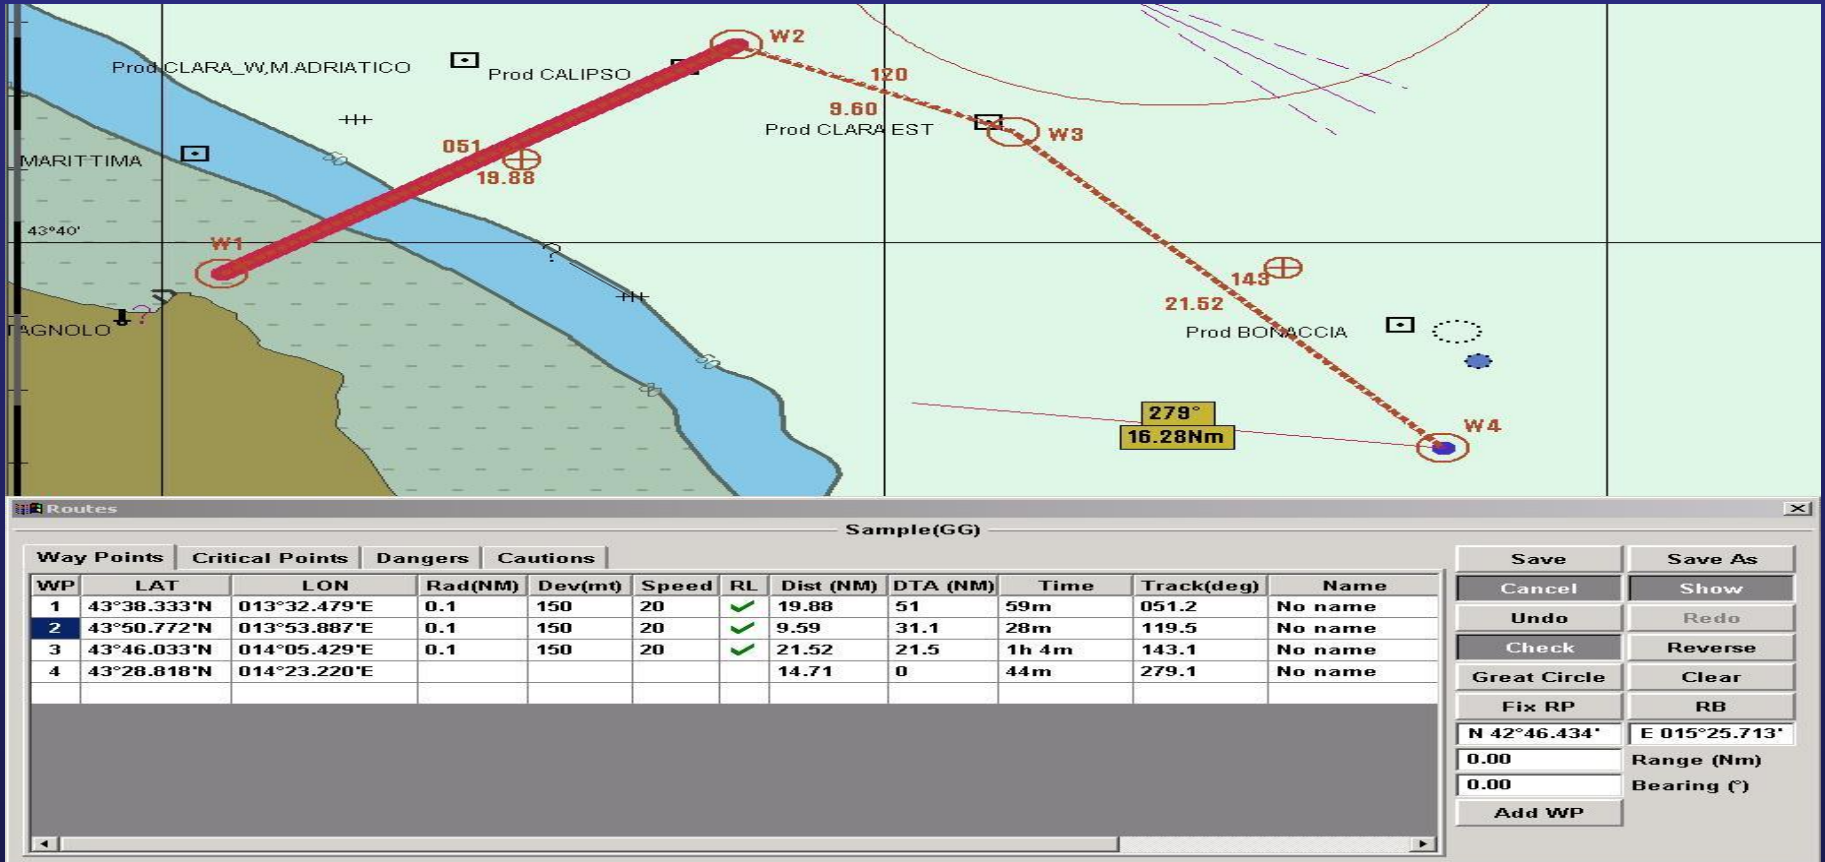 W2
Prod CLARA_W,M.ADRIATICO
Prod CALIPSO
120
9.60
Prod CLARA EST
W3
051
19.88
MARITTIMA
43°40'
W1
50
?
143
21.52
?
TAGNOLO
Prod BONACCIA
50
279°
16.28Nm
W4
Routes
Sample(GG)
Way Points Critical Points Dangers Cautions
WP LAT LON Rad(NM) Dev(mt) Speed RL Dist (NM) DTA (NM) Time Track(deg) Name
1 43°38.333'N 013°32.479'E 0.1 150 20 19.88 51 59m 051.2 No name
2 43°50.772'N 013°53.887'E 0.1 150 20 9.59 31.1 28m 119.5 No name
3 43°46.033'N 014°05.429'E 0.1 150 20 21.52 21.5 1h 4m 143.1 No name
4 43°28.818'N 014°23.220'E 14.71 0 44m 279.1 No name
Save Save As
Cancel Show
Undo Redo
Check Reverse
Great Circle Clear
Fix RP RB
N 42°46.434' E 015°25.713'
0.00 Range (Nm)
0.00 Bearing (°)
Add WP